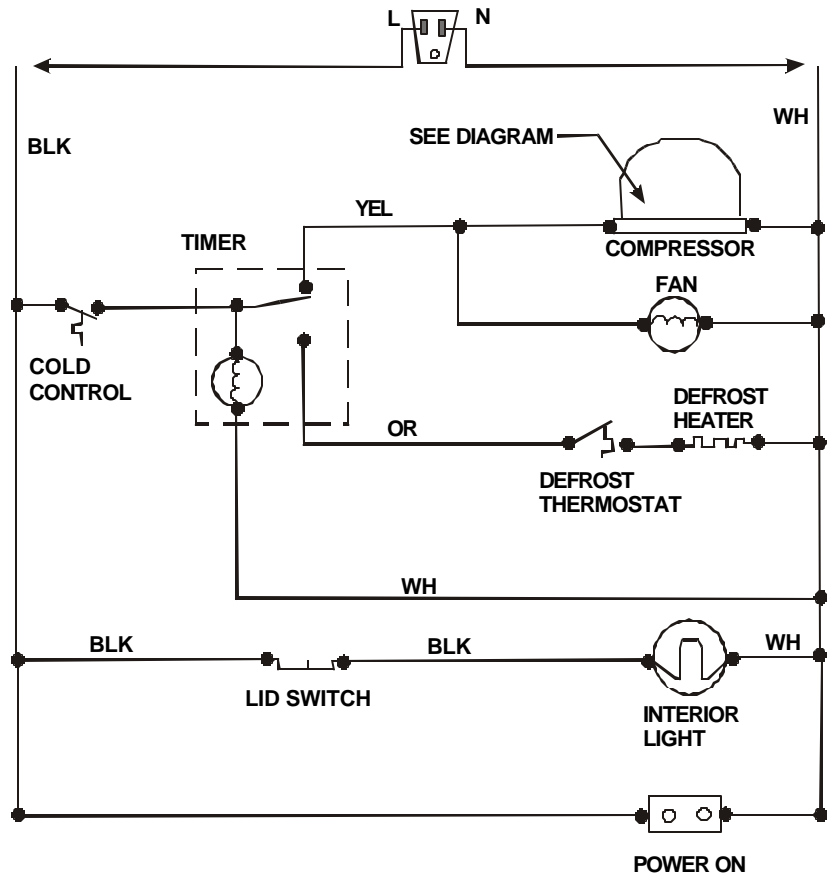 L N
BLK
WH
SEE DIAGRAM
YEL
TIMER
COMPRESSOR
FAN
COLD
CONTROL
DEFROST
HEATER
OR
DEFROST
THERMOSTAT
WH
BLK
BLK
WH
LID SWITCH
INTERIOR
LIGHT
POWER ON